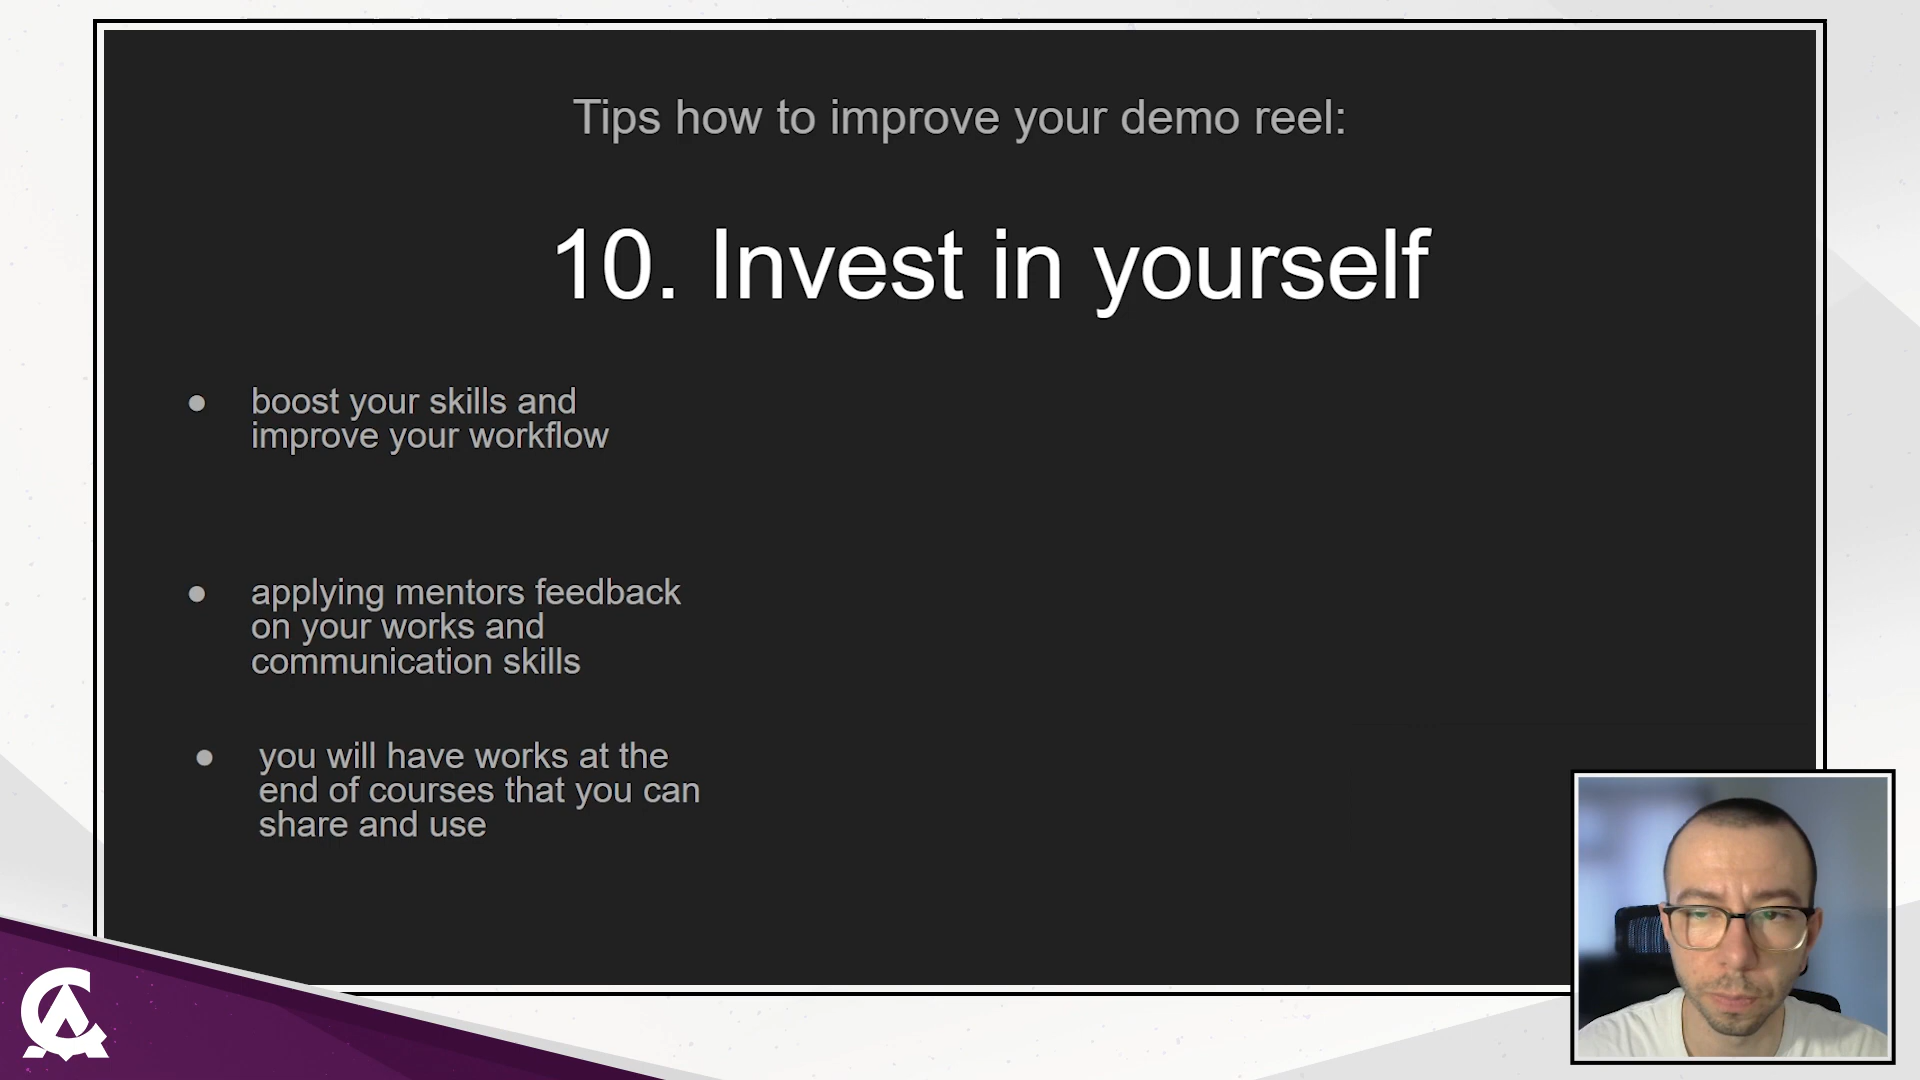 Tips how to improve your demo reel:
10. Invest in yourself
● boost your skills and
improve your workflow
● applying mentors feedback
on your works and
communication skills
● you will have works at the
end of courses that you can
share and use